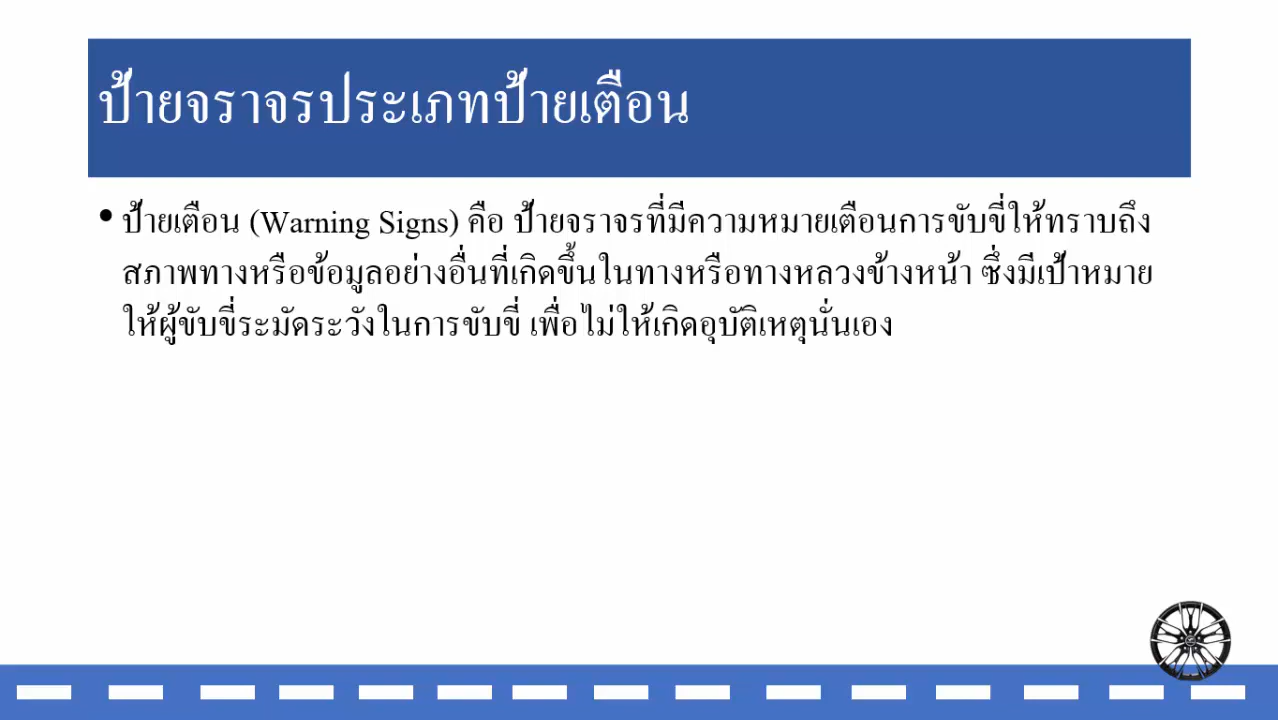 ป้ายจราจรประเภทป้ายเตือน
• ป้ายเตือน (Warning Signs) คือ ป้ายจราจรที่มีความหมายเตือนการขับขี่ให้ทราบถึง
สภาพทางหรือข้อมูลอย่างอื่นที่เกิดขึ้นในทางหรือทางหลวงข้างหน้า ซึ่งมีเป้าหมาย
ให้ผู้ขับขี่ระมัดระวังในการขับขี่ เพื่อไม่ให้เกิดอุบัติเหตุนั่นเอง